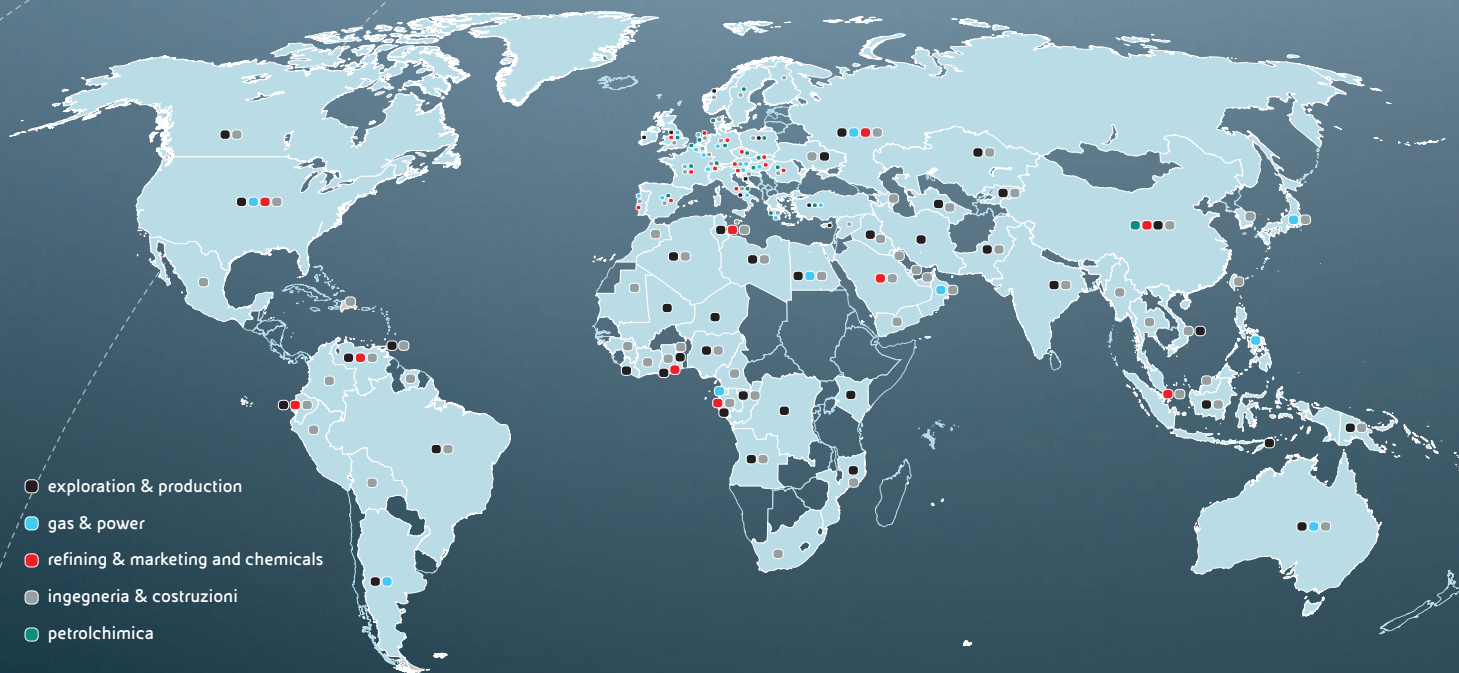 exploration & production
gas & power
refining & marketing and chemicals
ingegneria & costruzioni
petrolchimica